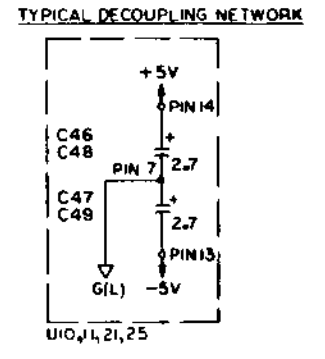 TYPICAL DECOUPLING NETWORK
+5V
PIN 14
+
C46
C48
2.7
PIN 7
C47
C49
+
2.7
PIN 13
G(L)
-5V
U10,11,21,25